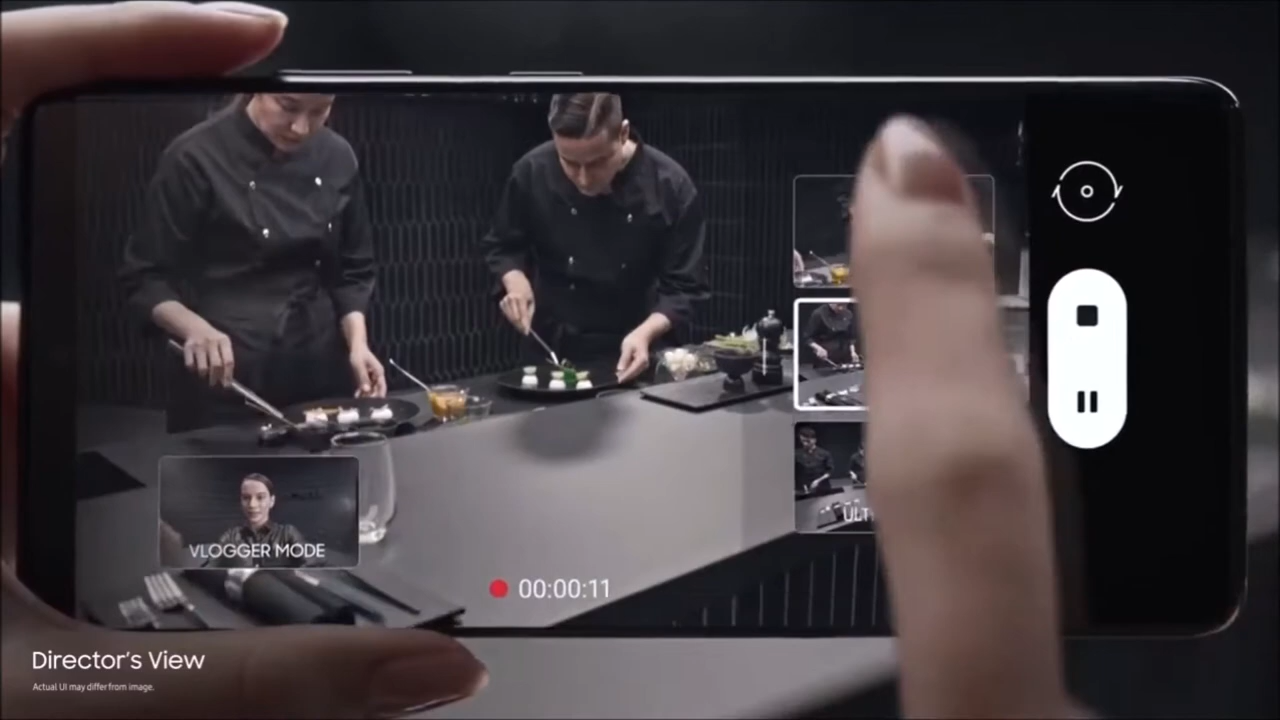 VLOGGER MODE
00:00:11
Director's View
Actual UI may differ from image.